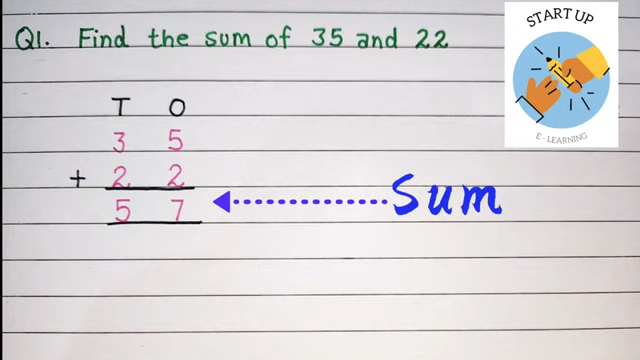 Q1. Find the sum of 35 and 22
START UP
E - LEARNING
T O
3 5
+ 2 2
5 7
Sum